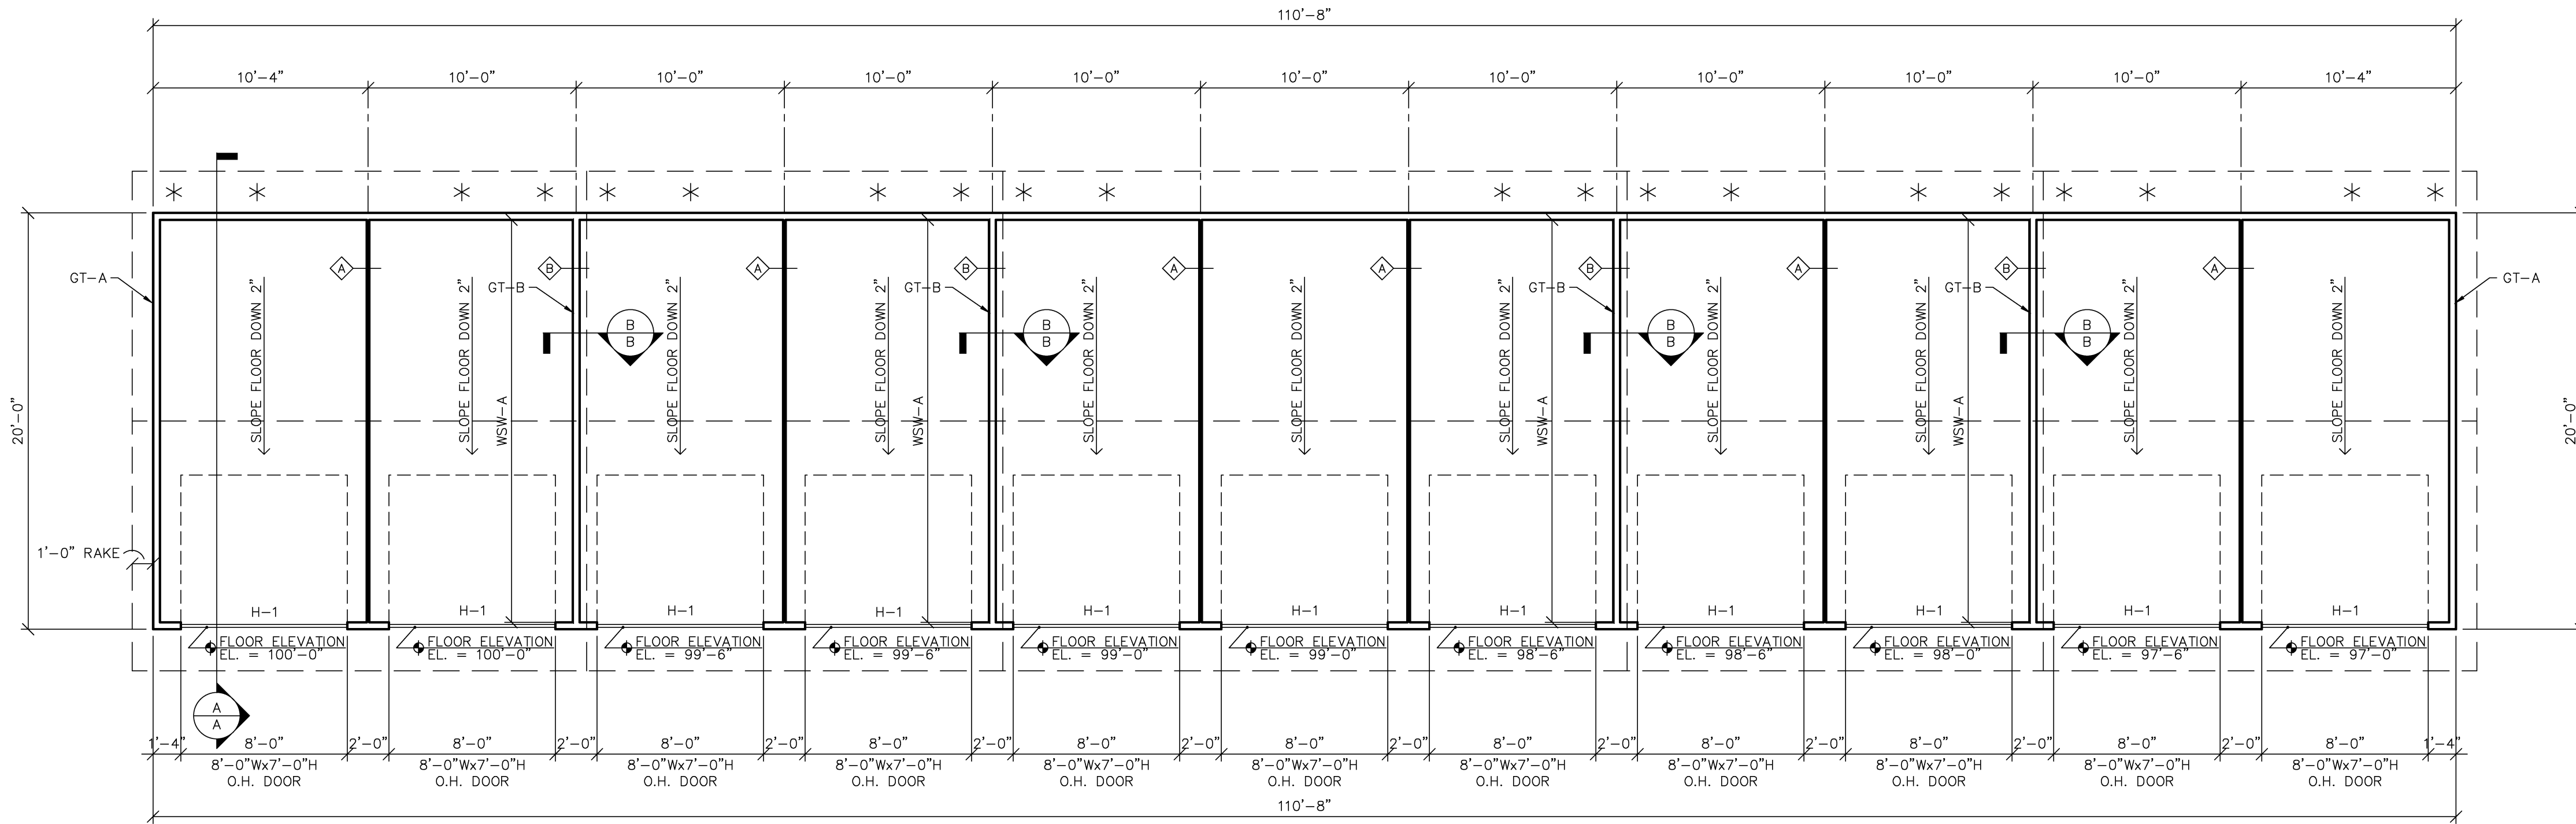 110'-8"
10'-4" 10'-0" 10'-0" 10'-0" 10'-0" 10'-0" 10'-0" 10'-0" 10'-0" 10'-0" 10'-4"
* * * * * * * * * * * * * * * * * *
A B A B A A B A B A
GT-A GT-B GT-B GT-B GT-B GT-A
B B B B
B B B B
SLOPE FLOOR DOWN 2" SLOPE FLOOR DOWN 2" SLOPE FLOOR DOWN 2" SLOPE FLOOR DOWN 2" SLOPE FLOOR DOWN 2" SLOPE FLOOR DOWN 2" SLOPE FLOOR DOWN 2" SLOPE FLOOR DOWN 2" SLOPE FLOOR DOWN 2" SLOPE FLOOR DOWN 2" SLOPE FLOOR DOWN 2"
20'-0" WSW-A WSW-A WSW-A WSW-A 20'-0"
1'-0" RAKE
H-1 H-1 H-1 H-1 H-1 H-1 H-1 H-1 H-1 H-1 H-1
FLOOR ELEVATION FLOOR ELEVATION FLOOR ELEVATION FLOOR ELEVATION FLOOR ELEVATION FLOOR ELEVATION FLOOR ELEVATION FLOOR ELEVATION FLOOR ELEVATION FLOOR ELEVATION FLOOR ELEVATION
EL. = 100'-0" EL. = 100'-0" EL. = 99'-6" EL. = 99'-6" EL. = 99'-0" EL. = 99'-0" EL. = 98'-6" EL. = 98'-6" EL. = 98'-0" EL. = 97'-6" EL. = 97'-0"
A
A
1'-4" 8'-0" 2'-0" 8'-0" 2'-0" 8'-0" 2'-0" 8'-0" 2'-0" 8'-0" 2'-0" 8'-0" 2'-0" 8'-0" 2'-0" 8'-0" 2'-0" 8'-0" 2'-0" 8'-0" 2'-0" 8'-0" 1'-4"
8'-0"Wx7'-0"H 8'-0"Wx7'-0"H 8'-0"Wx7'-0"H 8'-0"Wx7'-0"H 8'-0"Wx7'-0"H 8'-0"Wx7'-0"H 8'-0"Wx7'-0"H 8'-0"Wx7'-0"H 8'-0"Wx7'-0"H 8'-0"Wx7'-0"H 8'-0"Wx7'-0"H
O.H. DOOR O.H. DOOR O.H. DOOR O.H. DOOR O.H. DOOR O.H. DOOR O.H. DOOR O.H. DOOR O.H. DOOR O.H. DOOR O.H. DOOR
110'-8"